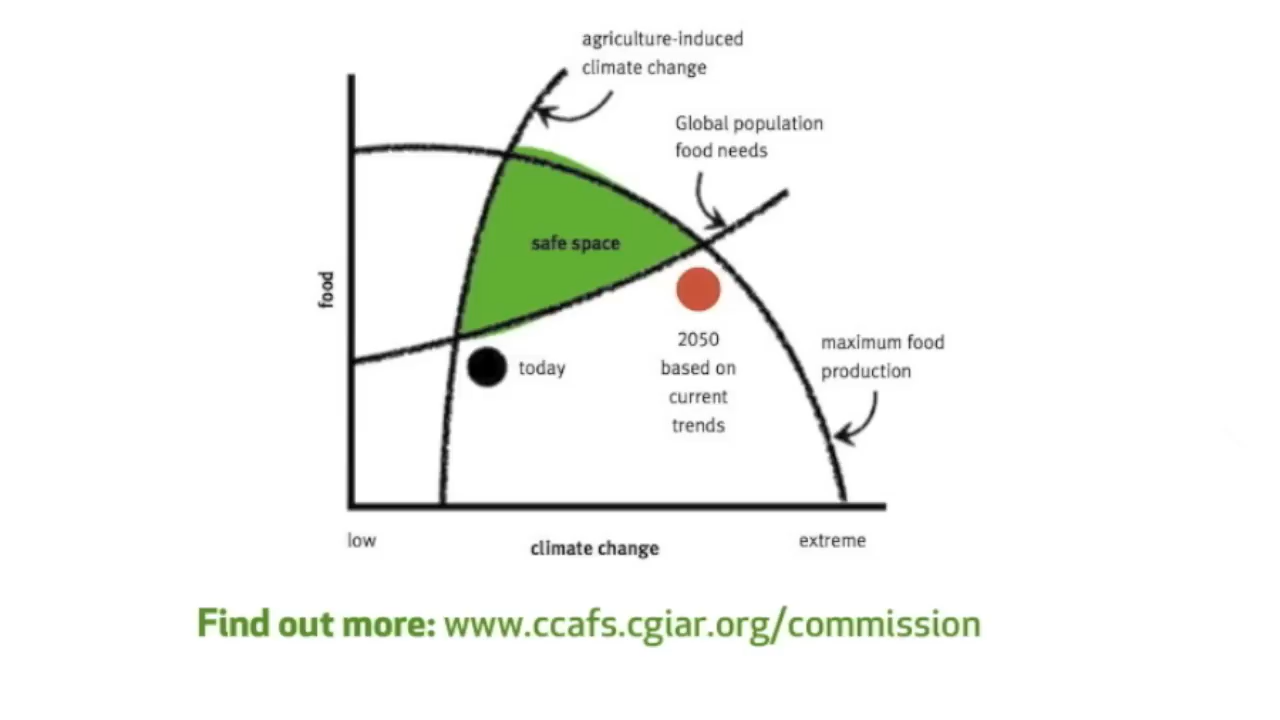 agriculture-induced
climate change
Global population
food needs
safe space
food
2050
based on
current
trends
today
maximum food
production
low
climate change
extreme
Find out more: www.ccafs.cgiar.org/commission